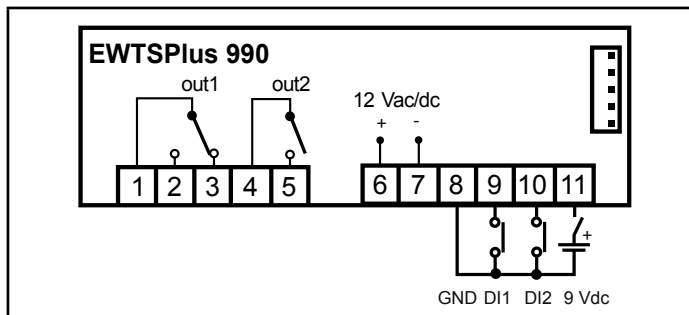 EWTSPlus 990
out1 out2
12 Vac/dc
+ -
1 2 3 4 5 6 7 8 9 10 11
+
GND DI1 DI2 9 Vdc